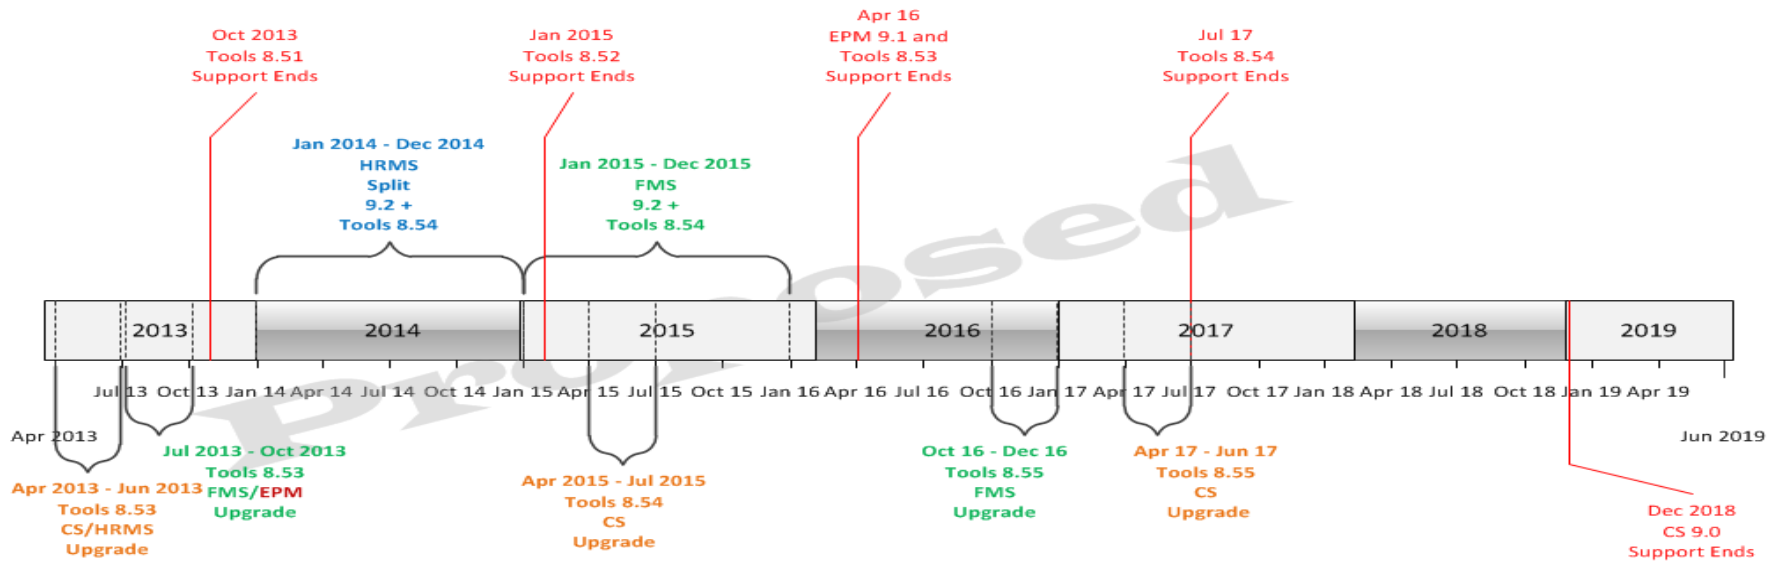 Oct 2013
Tools 8.51
Support Ends
Jan 2015
Tools 8.52
Support Ends
Apr 16
EPM 9.1 and
Tools 8.53
Support Ends
Jul 17
Tools 8.54
Support Ends
Jan 2014 - Dec 2014
HRMS
Split
9.2 +
Tools 8.54
Jan 2015 - Dec 2015
FMS
9.2 +
Tools 8.54
Proposed
2013 2014 2015 2016 2017 2018 2019
Jul 13 Oct 13 Jan 14 Apr 14 Jul 14 Oct 14 Jan 15 Apr 15 Jul 15 Oct 15 Jan 16 Apr 16 Jul 16 Oct 16 Jan 17 Apr 17 Jul 17 Oct 17 Jan 18 Apr 18 Jul 18 Oct 18 Jan 19 Apr 19
Apr 2013
Jun 2019
Apr 2013 - Jun 2013
Tools 8.53
CS/HRMS
Upgrade
Jul 2013 - Oct 2013
Tools 8.53
FMS/EPM
Upgrade
Apr 2015 - Jul 2015
Tools 8.54
CS
Upgrade
Oct 16 - Dec 16
Tools 8.55
FMS
Upgrade
Apr 17 - Jun 17
Tools 8.55
CS
Upgrade
Dec 2018
CS 9.0
Support Ends